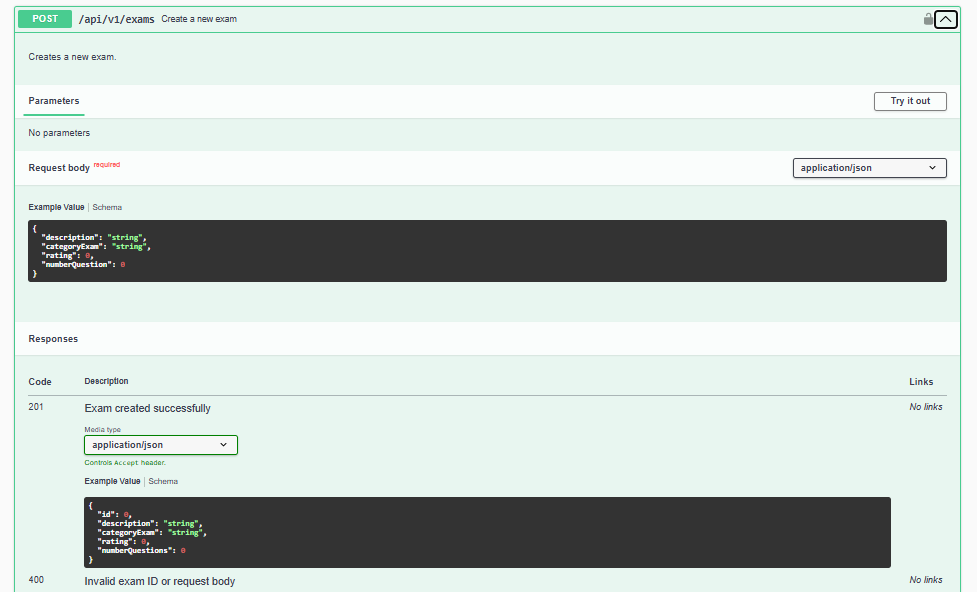 POST /api/v1/exams Create a new exam
Creates a new exam.
Parameters
Try it out
No parameters
Request body required
application/json
Example Value | Schema
{
"description": "string",
"categoryExam": "string",
"rating": 0,
"numberQuestion": 0
}
Responses
Code Description Links
201 Exam created successfully No links
Media type
application/json
Controls Accept header.
Example Value | Schema
{
"id": 0,
"description": "string",
"categoryExam": "string",
"rating": 0,
"numberQuestions": 0
}
400 Invalid exam ID or request body No links